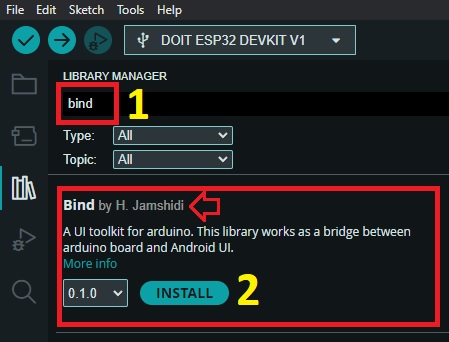 File Edit Sketch Tools Help
DOIT ESP32 DEVKIT V1
LIBRARY MANAGER
bind 1
Type: All
Topic: All
Bind by H. Jamshidi
A UI toolkit for arduino. This library works as a bridge between
arduino board and Android UI.
More info
0.1.0 INSTALL 2